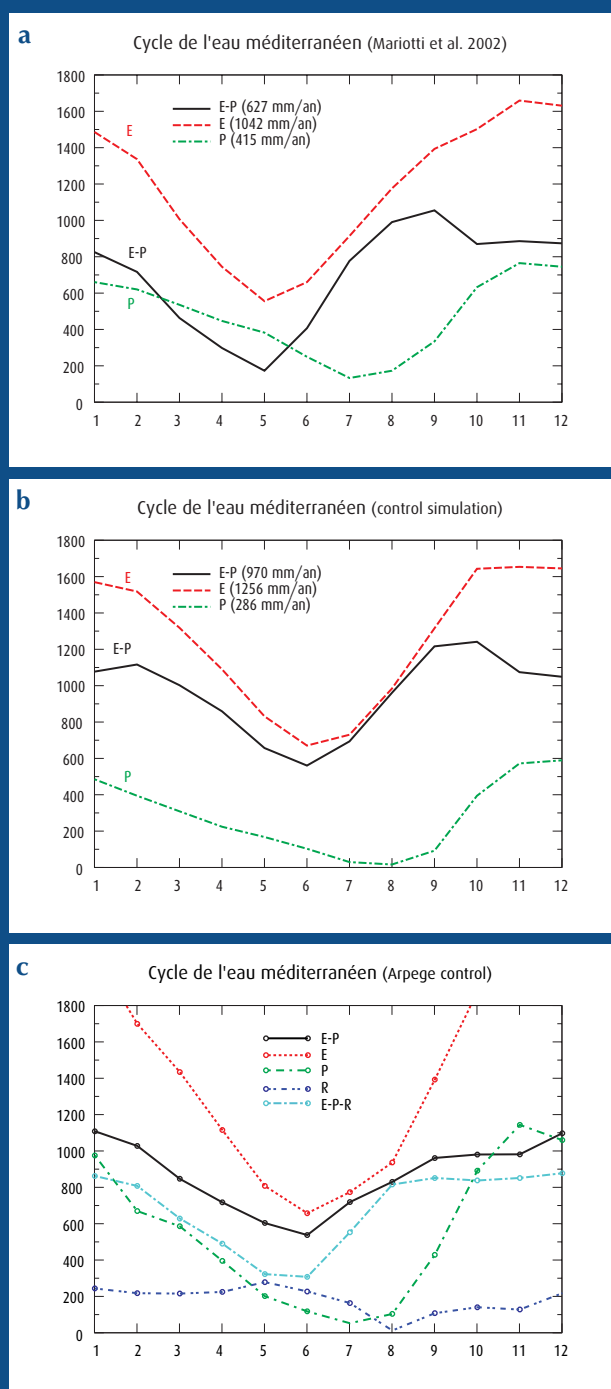 a
Cycle de l'eau méditerranéen (Mariotti et al. 2002)
1800
1600
1400
1200
1000
800
600
400
200
0
E-P (627 mm/an)
E (1042 mm/an)
P (415 mm/an)
E
E-P
P
1 2 3 4 5 6 7 8 9 10 11 12
b
Cycle de l'eau méditerranéen (control simulation)
1800
1600
1400
1200
1000
800
600
400
200
0
E-P (970 mm/an)
E (1256 mm/an)
P (286 mm/an)
E
E-P
P
1 2 3 4 5 6 7 8 9 10 11 12
c
Cycle de l'eau méditerranéen (Arpege control)
1800
1600
1400
1200
1000
800
600
400
200
0
E-P
E
P
R
E-P-R
1 2 3 4 5 6 7 8 9 10 11 12